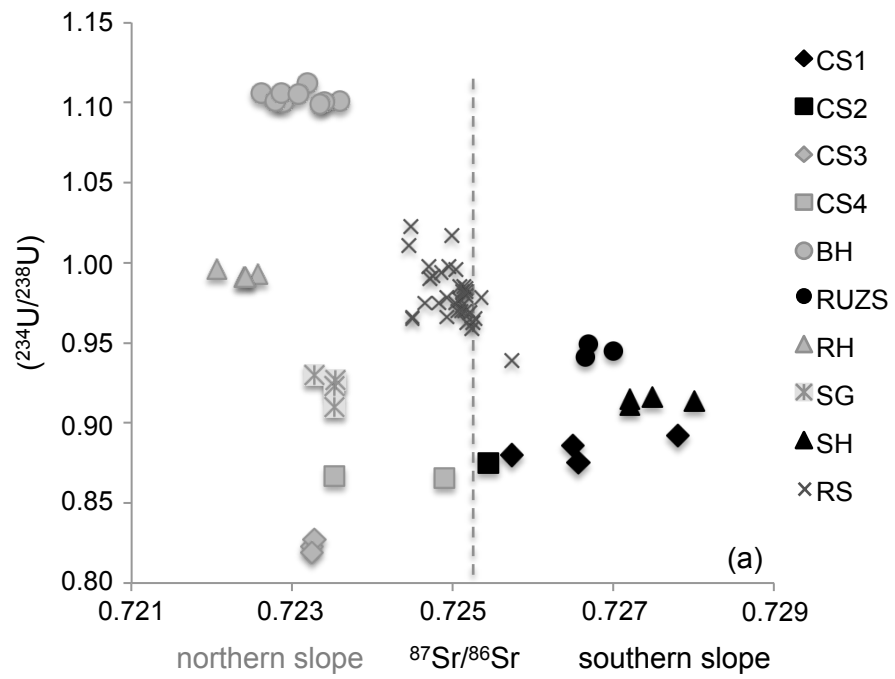 1.15
1.10
1.05
1.00
0.95
0.90
0.85
0.80
(²³⁴U/²³⁸U)
0.721
0.723
0.725
0.727
0.729
northern slope
⁸⁷Sr/⁸⁶Sr
southern slope
(a)
CS1
CS2
CS3
CS4
BH
RUZS
RH
SG
SH
RS